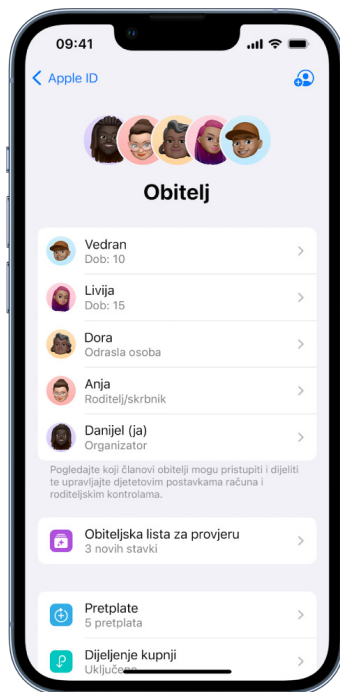 09:41
Apple ID
Obitelj
Vedran
Dob: 10
Livija
Dob: 15
Dora
Odrasla osoba
Anja
Roditelj/skrbnik
Danijel (ja)
Organizator
Pogledajte koji članovi obitelji mogu pristupiti i dijeliti
te upravljajte djetetovim postavkama računa i
roditeljskim kontrolama.
Obiteljska lista za provjeru
3 novih stavki
Pretplate
5 pretplata
Dijeljenje kupnji
Uključeno